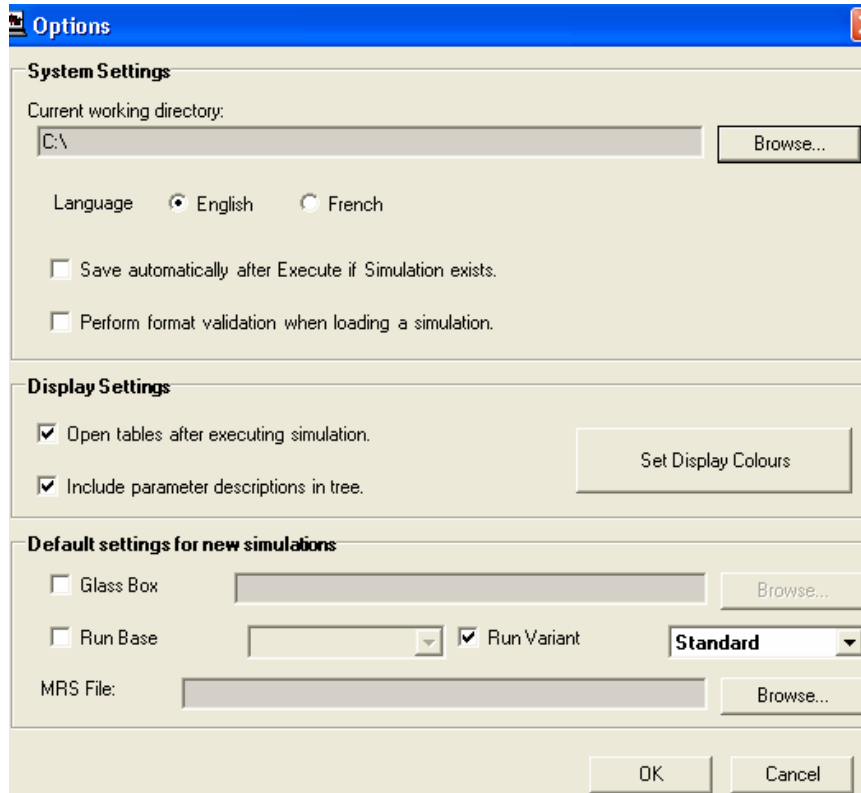 Options
System Settings
Current working directory:
C:\
Browse...
Language English French
Save automatically after Execute if Simulation exists.
Perform format validation when loading a simulation.
Display Settings
Open tables after executing simulation.
Set Display Colours
Include parameter descriptions in tree.
Default settings for new simulations
Glass Box Browse...
Run Base Run Variant Standard
MRS File: Browse...
OK Cancel